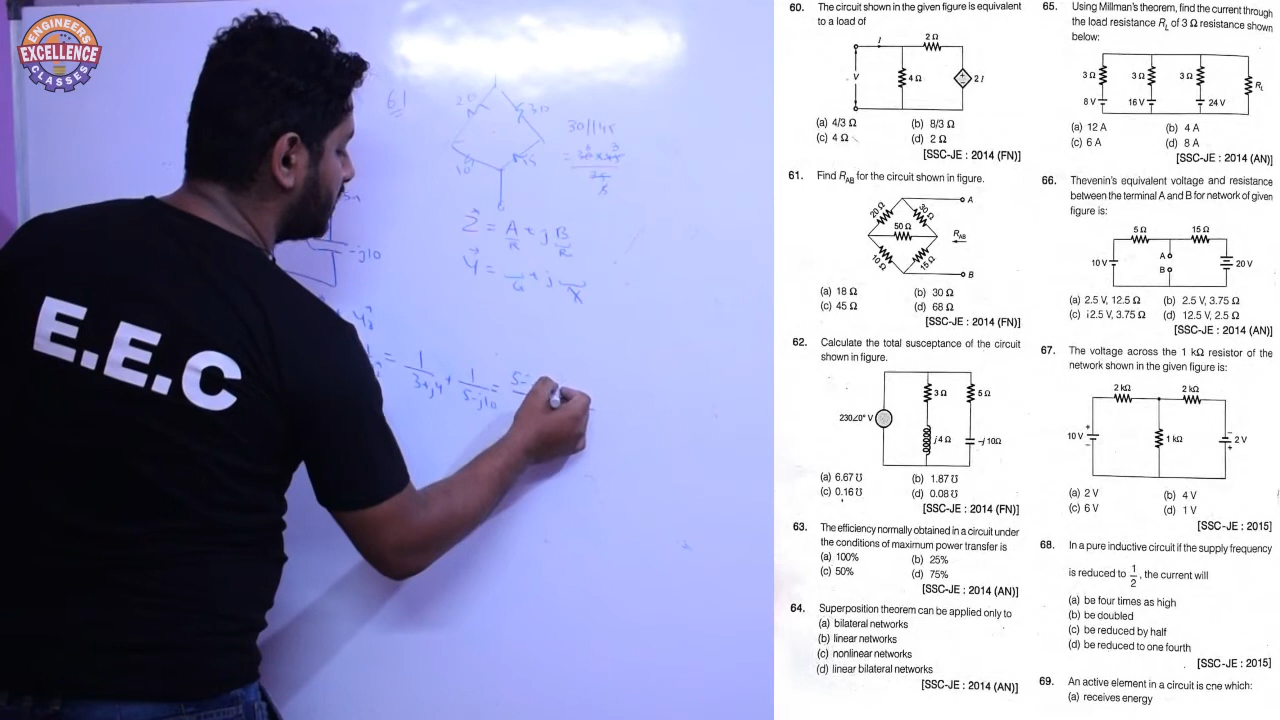 ENGINEERS
EXCELLENCE
CLASSES
E.E.C
61
20
30
10
15
30||45
-j10
Z = A + j B
R
Y = G + j X
= 1/(3+j4) + 1/(5-j10) =
60. The circuit shown in the given figure is equivalent
to a load of
I
2 Ω
V
4 Ω
2 I
(a) 4/3 Ω (b) 8/3 Ω
(c) 4 Ω (d) 2 Ω
[SSC-JE : 2014 (FN)]
61. Find R_AB for the circuit shown in figure.
A
20 Ω
30 Ω
50 Ω
R_AB
10 Ω
15 Ω
B
(a) 18 Ω (b) 30 Ω
(c) 45 Ω (d) 68 Ω
[SSC-JE : 2014 (FN)]
62. Calculate the total susceptance of the circuit
shown in figure.
3 Ω
5 Ω
230∠0° V
j 4 Ω
-j 10Ω
(a) 6.67 ℧ (b) 1.87 ℧
(c) 0.16 ℧ (d) 0.08 ℧
[SSC-JE : 2014 (FN)]
63. The efficiency normally obtained in a circuit under
the conditions of maximum power transfer is
(a) 100% (b) 25%
(c) 50% (d) 75%
[SSC-JE : 2014 (AN)]
64. Superposition theorem can be applied only to
(a) bilateral networks
(b) linear networks
(c) nonlinear networks
(d) linear bilateral networks
[SSC-JE : 2014 (AN)]
65. Using Millman's theorem, find the current through
the load resistance R_L of 3 Ω resistance shown
below:
3 Ω 3 Ω 3 Ω R_L
8 V 16 V 24 V
(a) 12 A (b) 4 A
(c) 6 A (d) 8 A
[SSC-JE : 2014 (AN)]
66. Thevenin's equivalent voltage and resistance
between the terminal A and B for network of given
figure is:
5 Ω 15 Ω
A
10 V 20 V
B
(a) 2.5 V, 12.5 Ω (b) 2.5 V, 3.75 Ω
(c) 12.5 V, 3.75 Ω (d) 12.5 V, 2.5 Ω
[SSC-JE : 2014 (AN)]
67. The voltage across the 1 kΩ resistor of the
network shown in the given figure is:
2 kΩ 2 kΩ
10 V 1 kΩ 2 V
(a) 2 V (b) 4 V
(c) 6 V (d) 1 V
[SSC-JE : 2015]
68. In a pure inductive circuit if the supply frequency
is reduced to 1/2, the current will
(a) be four times as high
(b) be doubled
(c) be reduced by half
(d) be reduced to one fourth
[SSC-JE : 2015]
69. An active element in a circuit is one which:
(a) receives energy